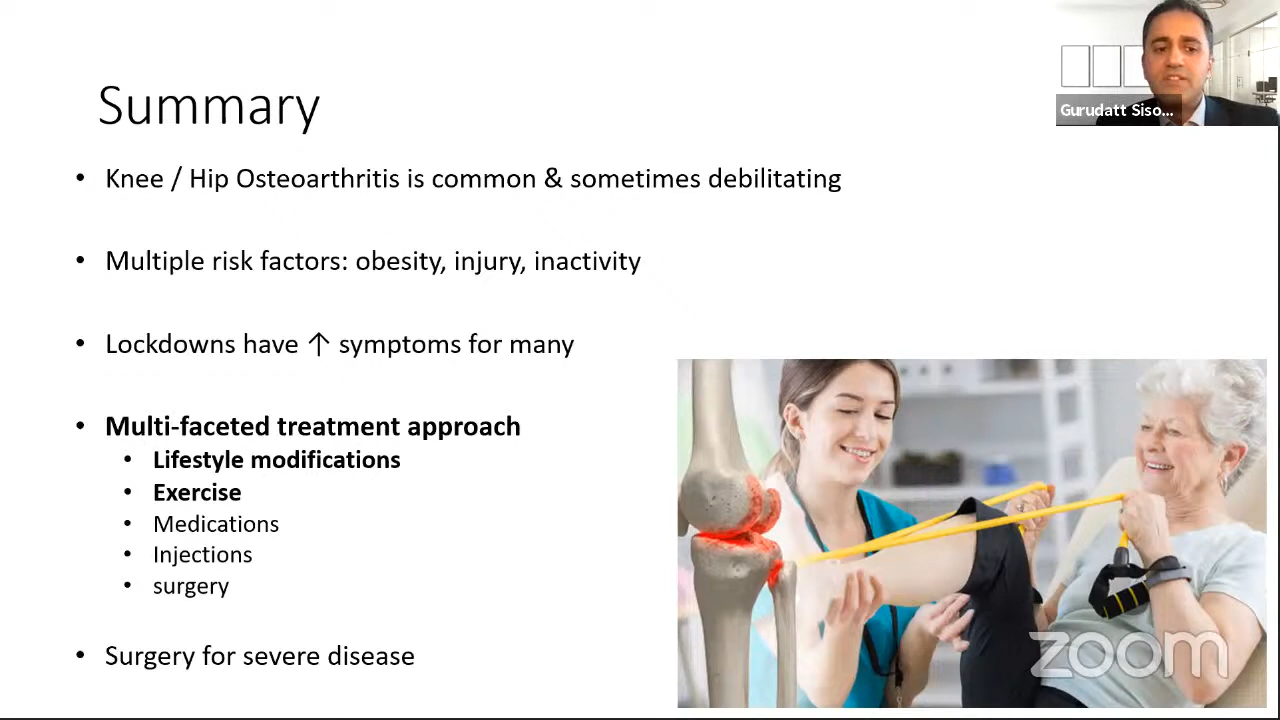 Summary
Gurudatt Siso...
• Knee / Hip Osteoarthritis is common & sometimes debilitating
• Multiple risk factors: obesity, injury, inactivity
• Lockdowns have ↑ symptoms for many
• Multi-faceted treatment approach
• Lifestyle modifications
• Exercise
• Medications
• Injections
• surgery
• Surgery for severe disease
zoom